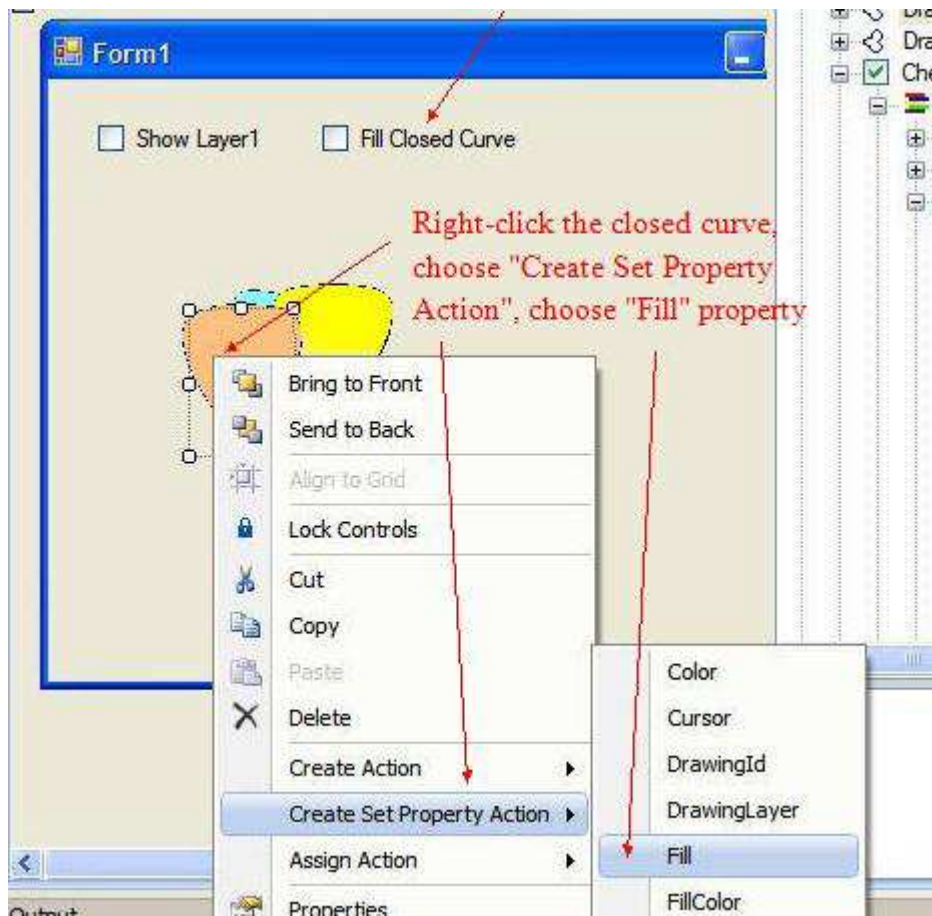 Form1
Show Layer1
Fill Closed Curve
Right-click the closed curve,
choose "Create Set Property
Action", choose "Fill" property
Bring to Front
Send to Back
Align to Grid
Lock Controls
Cut
Copy
Paste
Delete
Create Action
Create Set Property Action
Assign Action
Properties
Color
Cursor
DrawingId
DrawingLayer
Fill
FillColor
Output